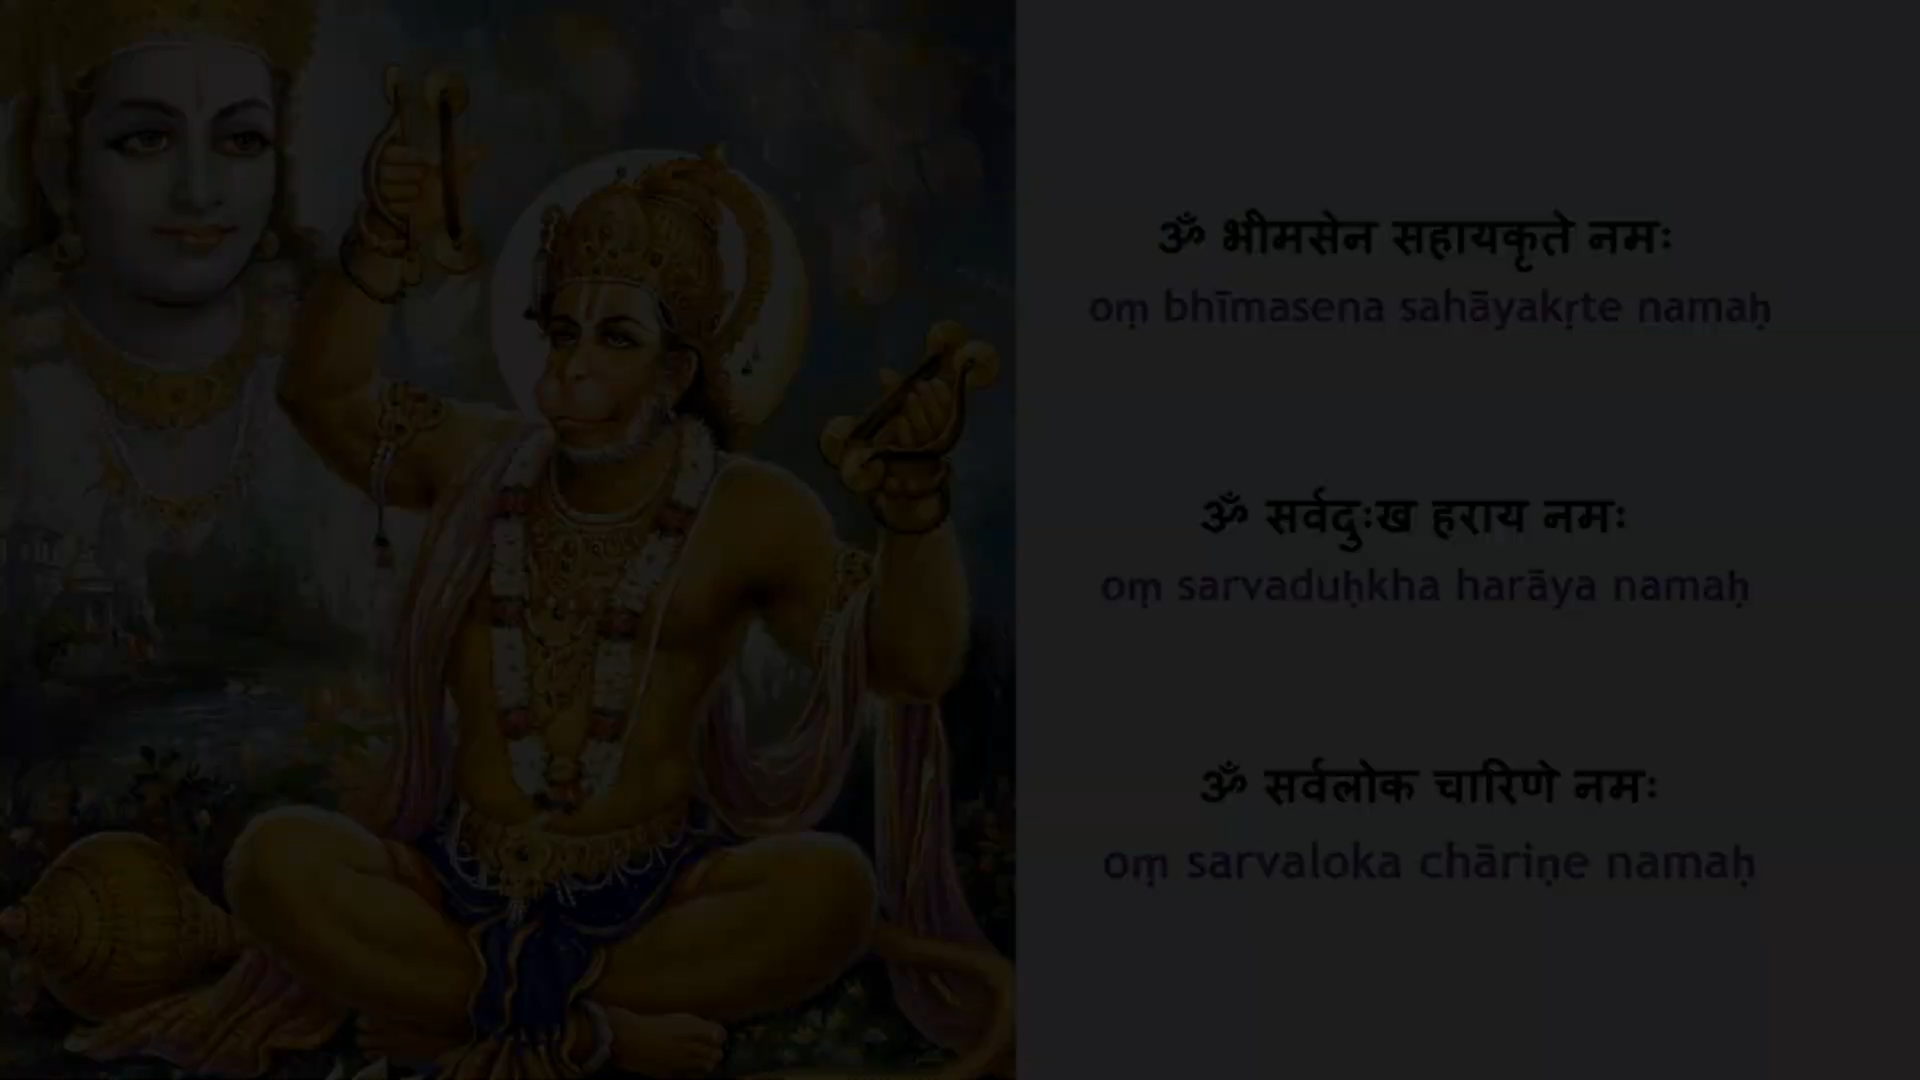 ॐ भीमसेन सहायकृते नमः
oṃ bhīmasena sahāyakṛte namaḥ
ॐ सर्वदुःख हराय नमः
oṃ sarvaduḥkha harāya namaḥ
ॐ सर्वलोक चारिणे नमः
oṃ sarvaloka chāriṇe namaḥ